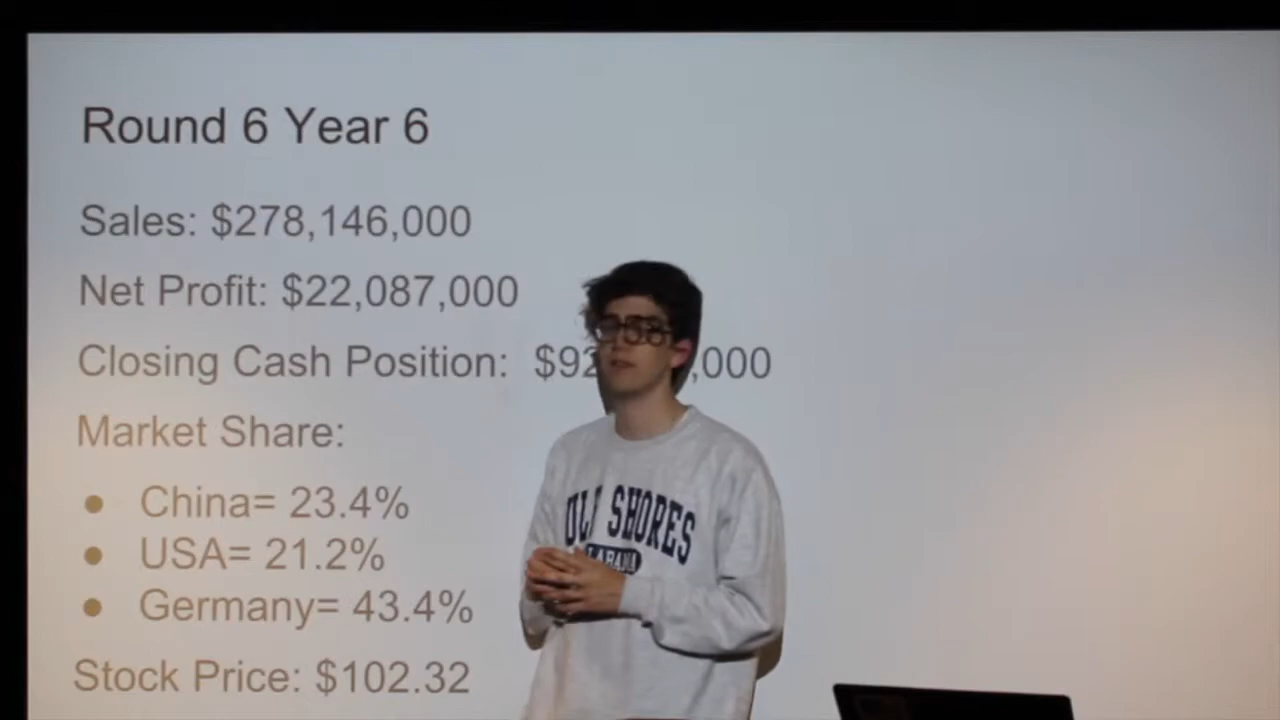 Round 6 Year 6
Sales: $278,146,000
Net Profit: $22,087,000
Closing Cash Position: $92 ,000
Market Share:
● China= 23.4%
● USA= 21.2%
● Germany= 43.4%
Stock Price: $102.32
SHORES